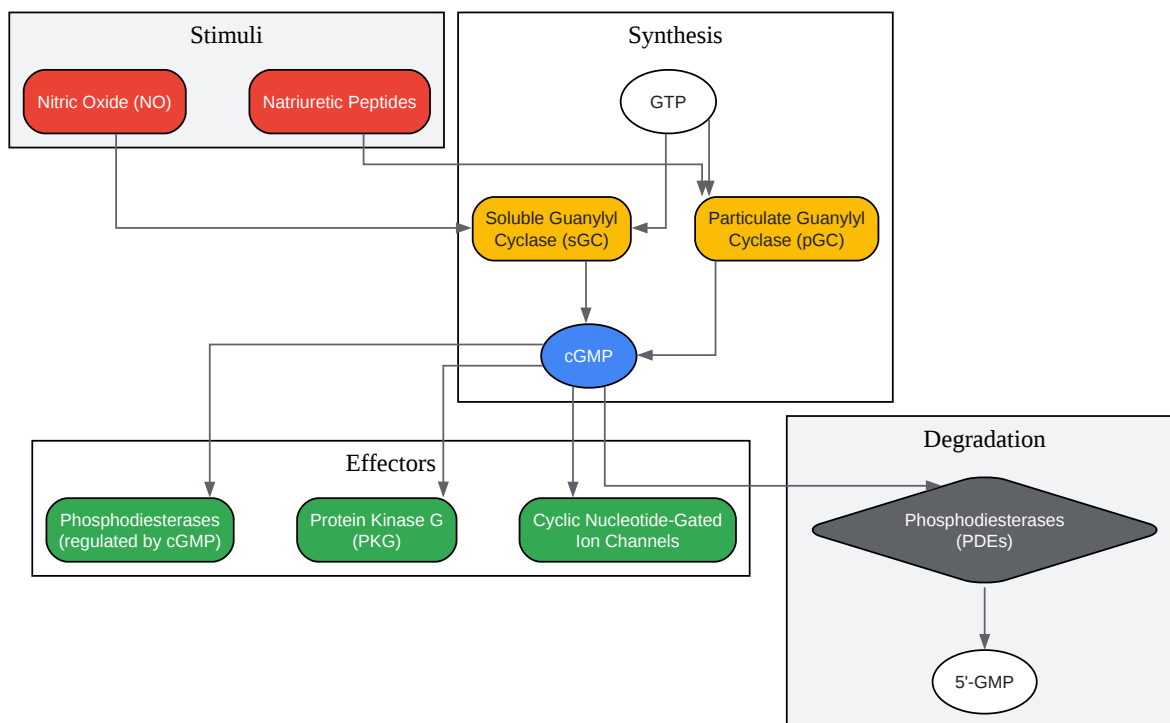 Stimuli
Synthesis
Nitric Oxide (NO)
Natriuretic Peptides
GTP
Soluble Guanylyl
Cyclase (sGC)
Particulate Guanylyl
Cyclase (pGC)
cGMP
Effectors
Degradation
Phosphodiesterases
(regulated by cGMP)
Protein Kinase G
(PKG)
Cyclic Nucleotide-Gated
Ion Channels
Phosphodiesterases
(PDEs)
5'-GMP